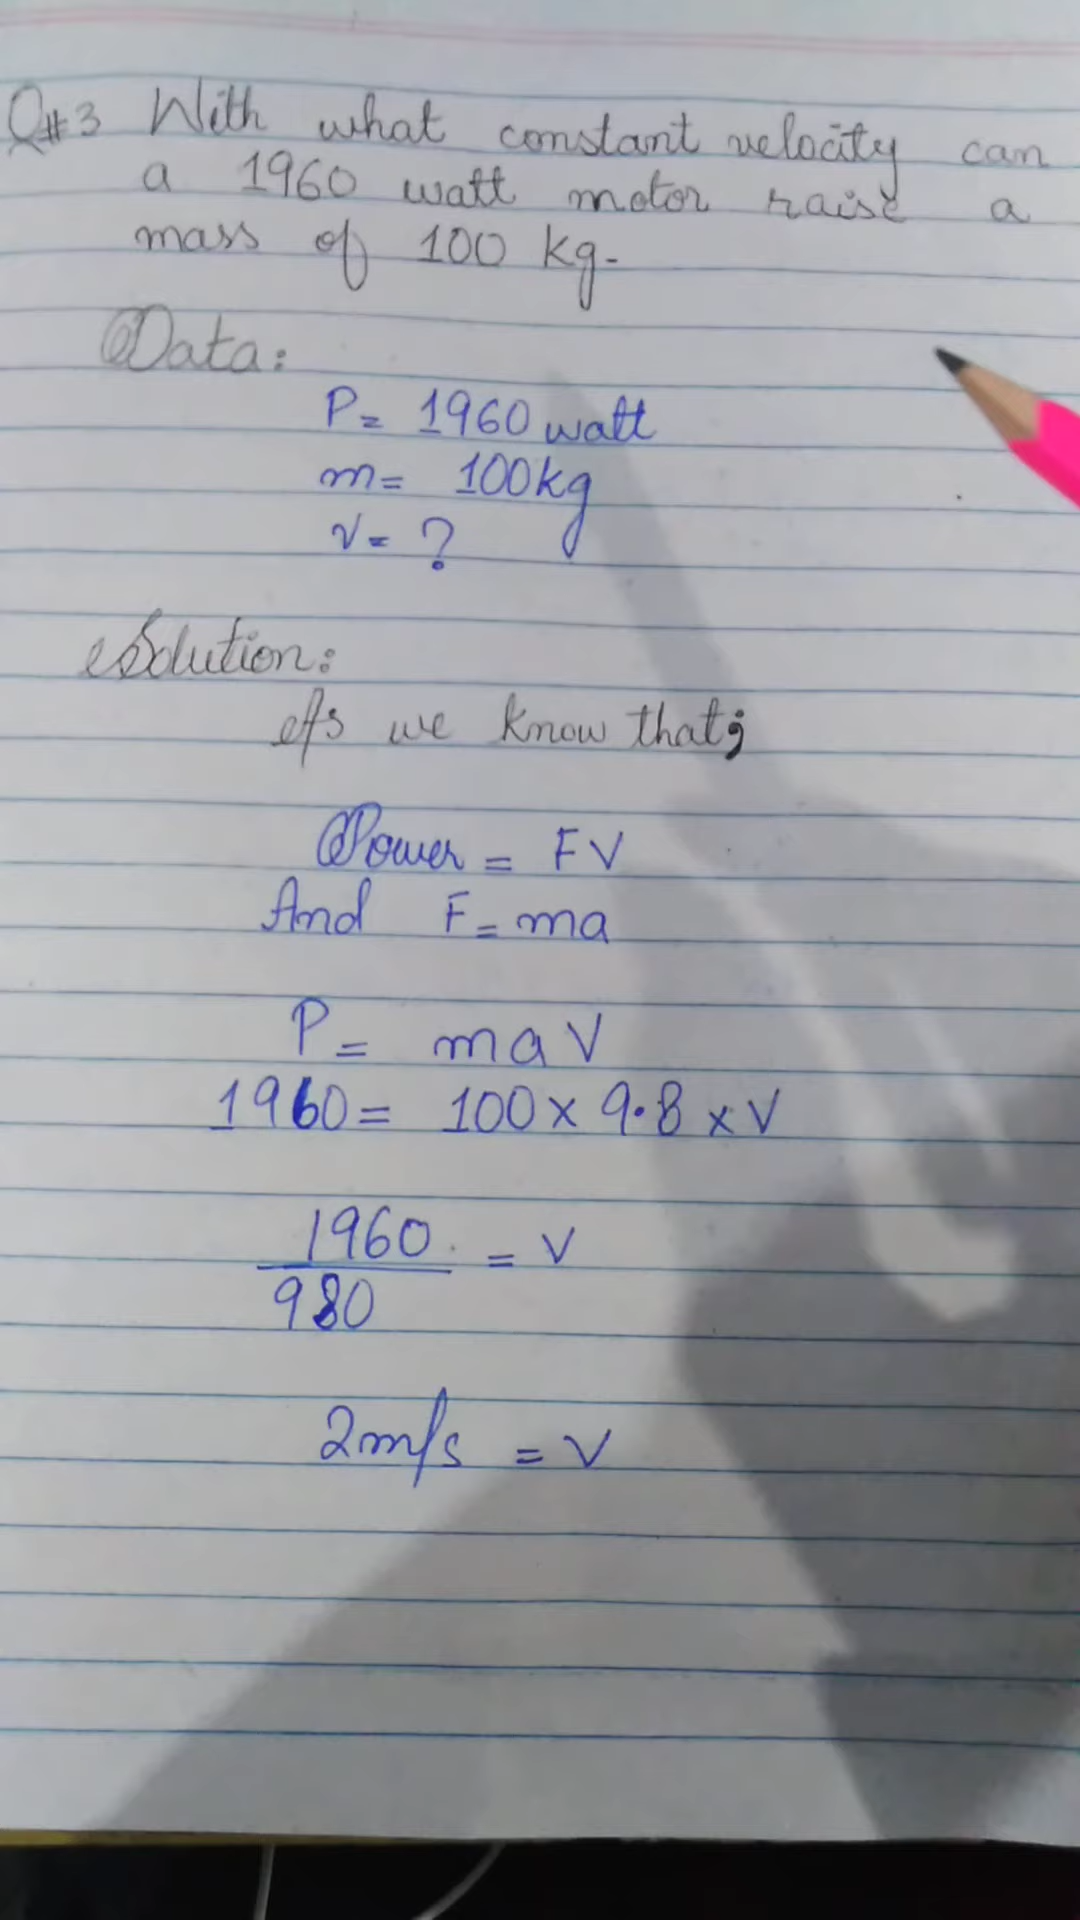 Q#3 With what constant velocity can
a 1960 watt motor raise a
mass of 100 kg.
Data:
P= 1960 watt
m= 100kg
v= ?
Solution:
As we know that;
Power = FV
And F=ma
P= maV
1960= 100 x 9.8 x V
1960
980 = V
2m/s = V